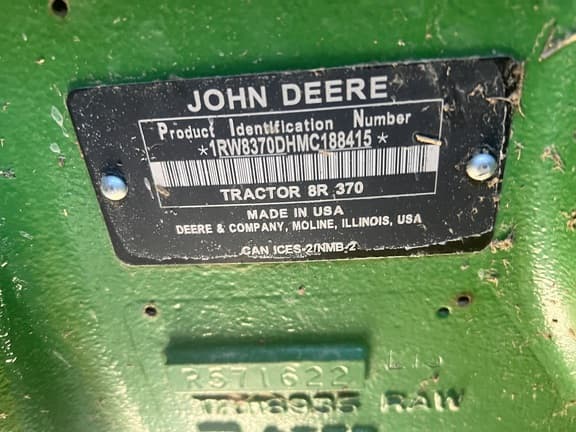 JOHN DEERE
Product Identification Number
*1RW8370DHMC188415*
TRACTOR 8R 370
MADE IN USA
DEERE & COMPANY, MOLINE, ILLINOIS, USA
CAN ICES-2/NMB-2
RS71622
RAW